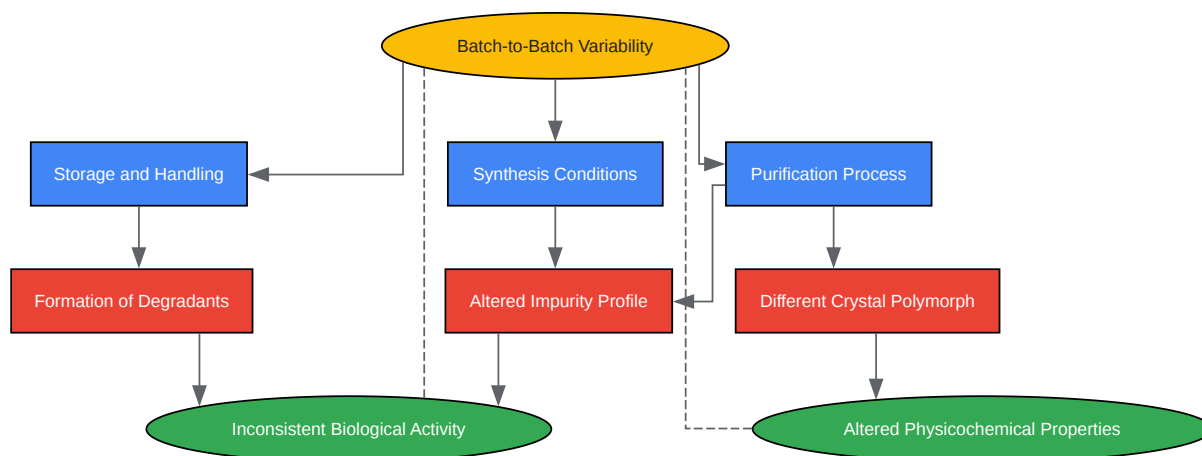 Batch-to-Batch Variability
Storage and Handling
Synthesis Conditions
Purification Process
Formation of Degradants
Altered Impurity Profile
Different Crystal Polymorph
Inconsistent Biological Activity
Altered Physicochemical Properties